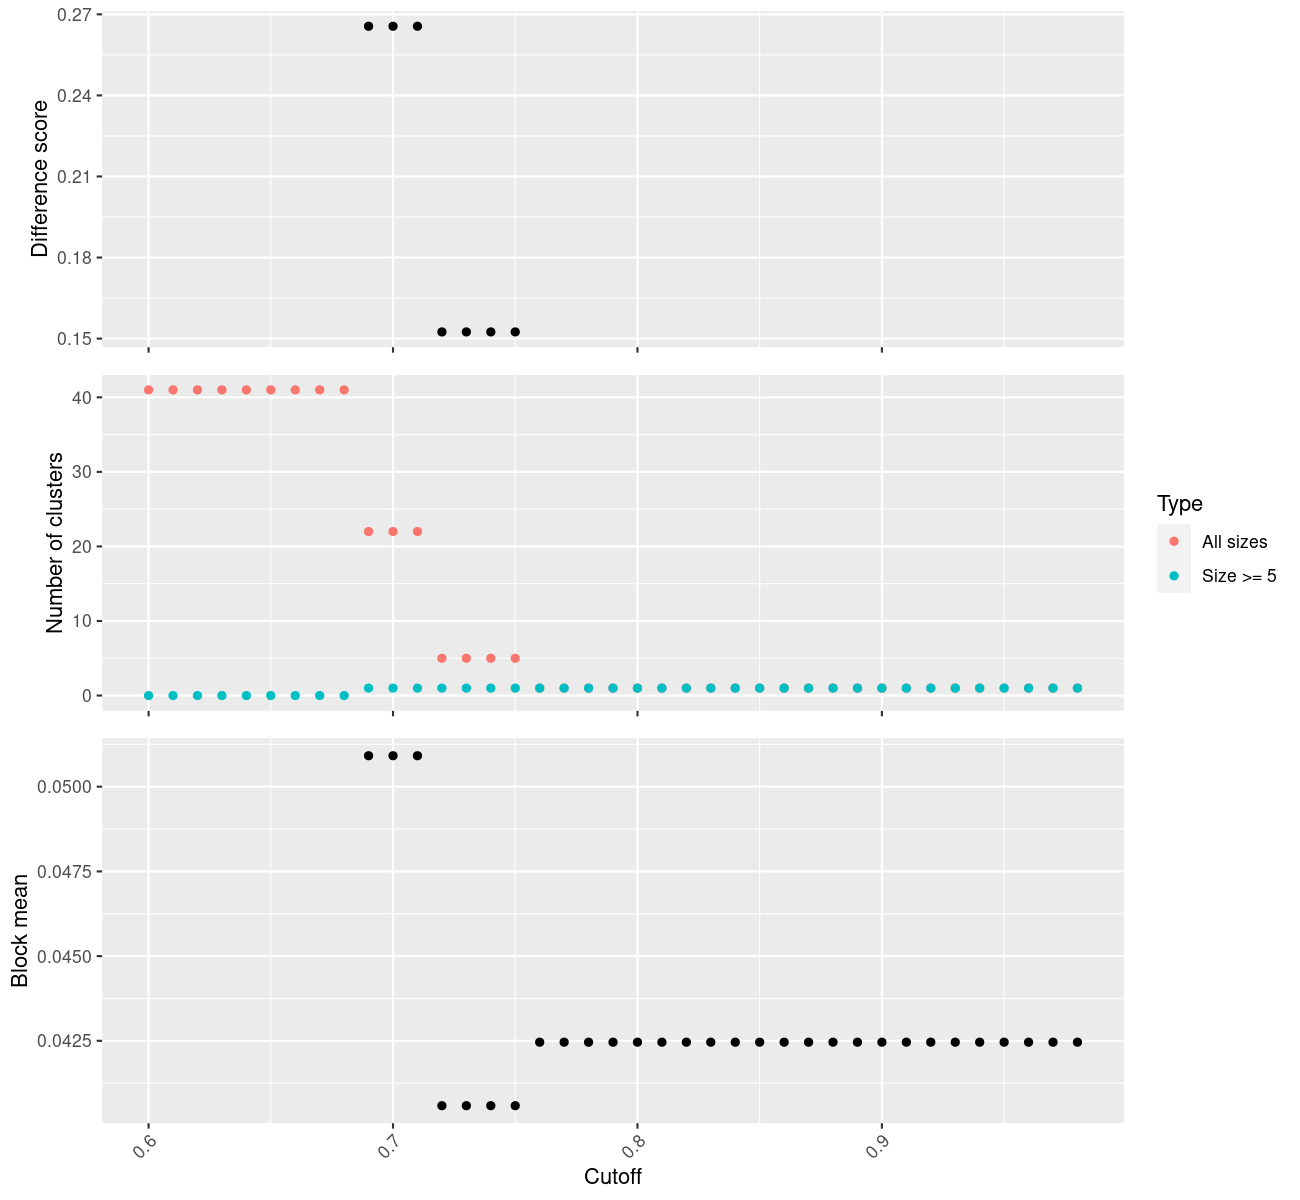 Difference score
0.27
0.24
0.21
0.18
0.15
Number of clusters
40
30
20
10
0
Type
All sizes
Size >= 5
Block mean
0.0500
0.0475
0.0450
0.0425
0.6
0.7
0.8
0.9
Cutoff